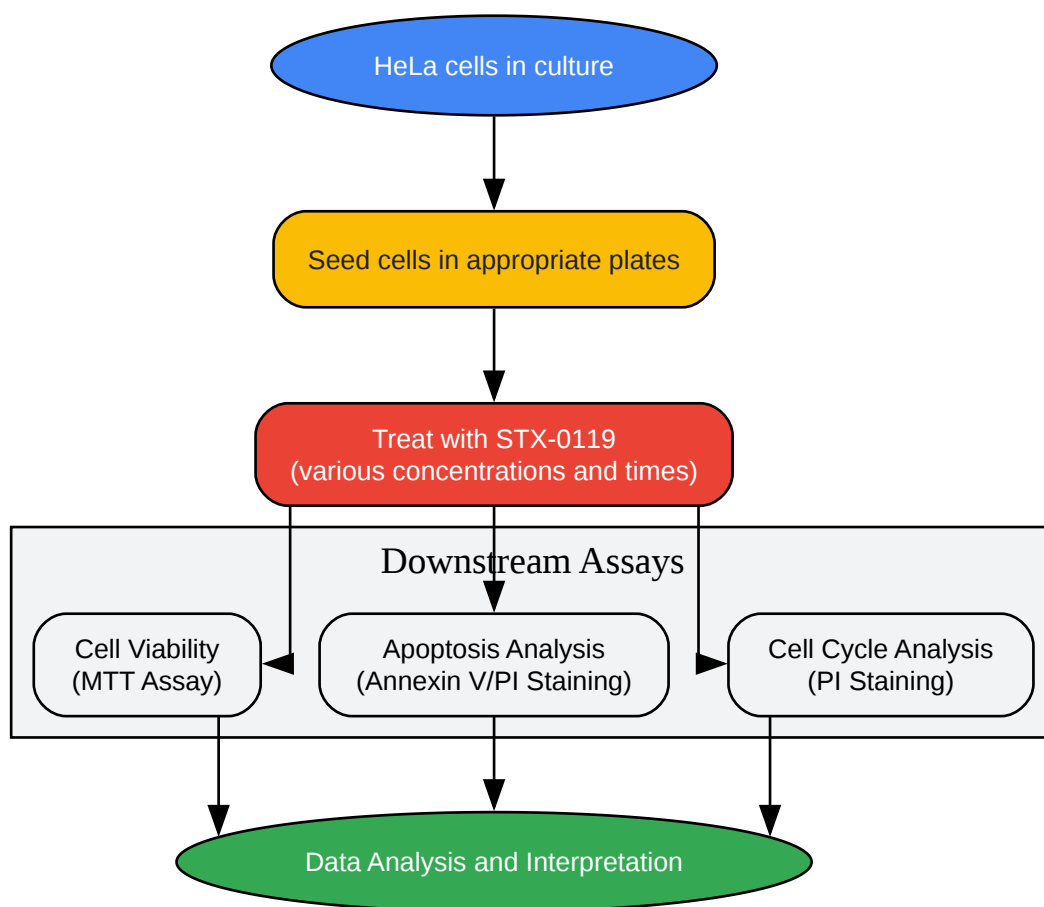 HeLa cells in culture
Seed cells in appropriate plates
Treat with STX-0119
(various concentrations and times)
Downstream Assays
Cell Viability
(MTT Assay)
Apoptosis Analysis
(Annexin V/PI Staining)
Cell Cycle Analysis
(PI Staining)
Data Analysis and Interpretation